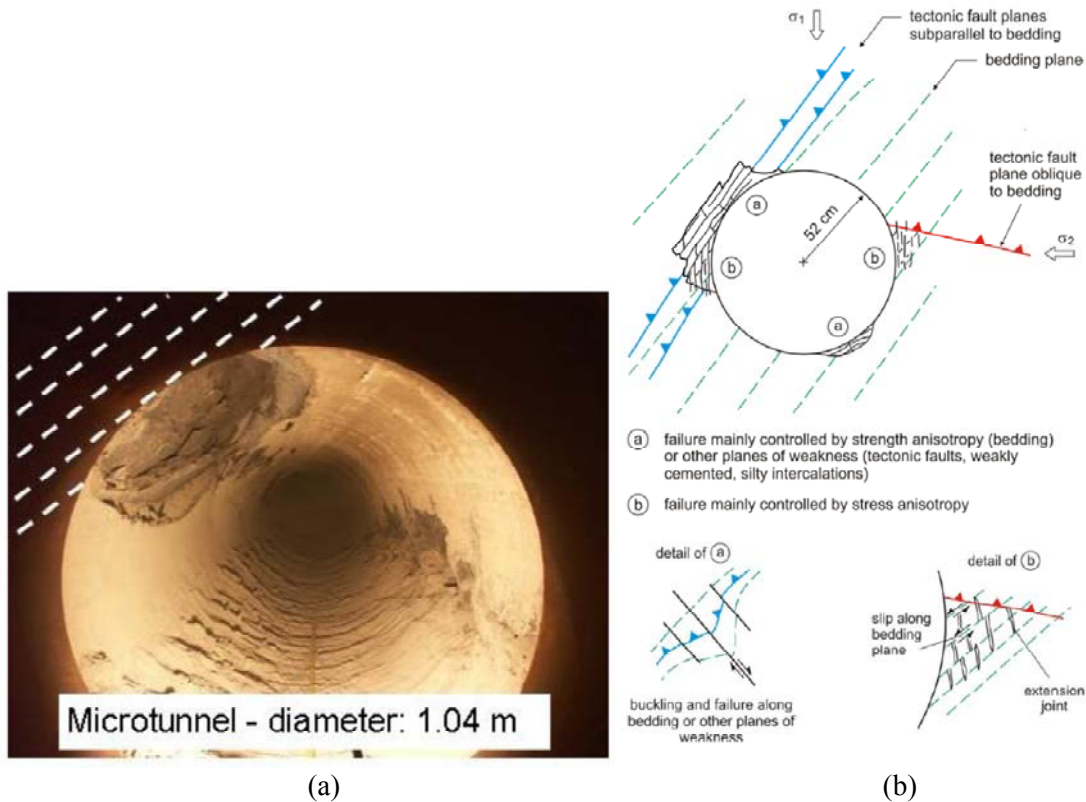 σ1
tectonic fault planes
subparallel to bedding
bedding plane
tectonic fault
plane oblique
to bedding
σ2
a
52 cm
b
b
a
Microtunnel - diameter: 1.04 m
a failure mainly controlled by strength anisotropy (bedding)
or other planes of weakness (tectonic faults, weakly
cemented, silty intercalations)
b failure mainly controlled by stress anisotropy
detail of a
buckling and failure along
bedding or other planes of
weakness
detail of b
slip along
bedding
plane
extension
joint
(a)
(b)